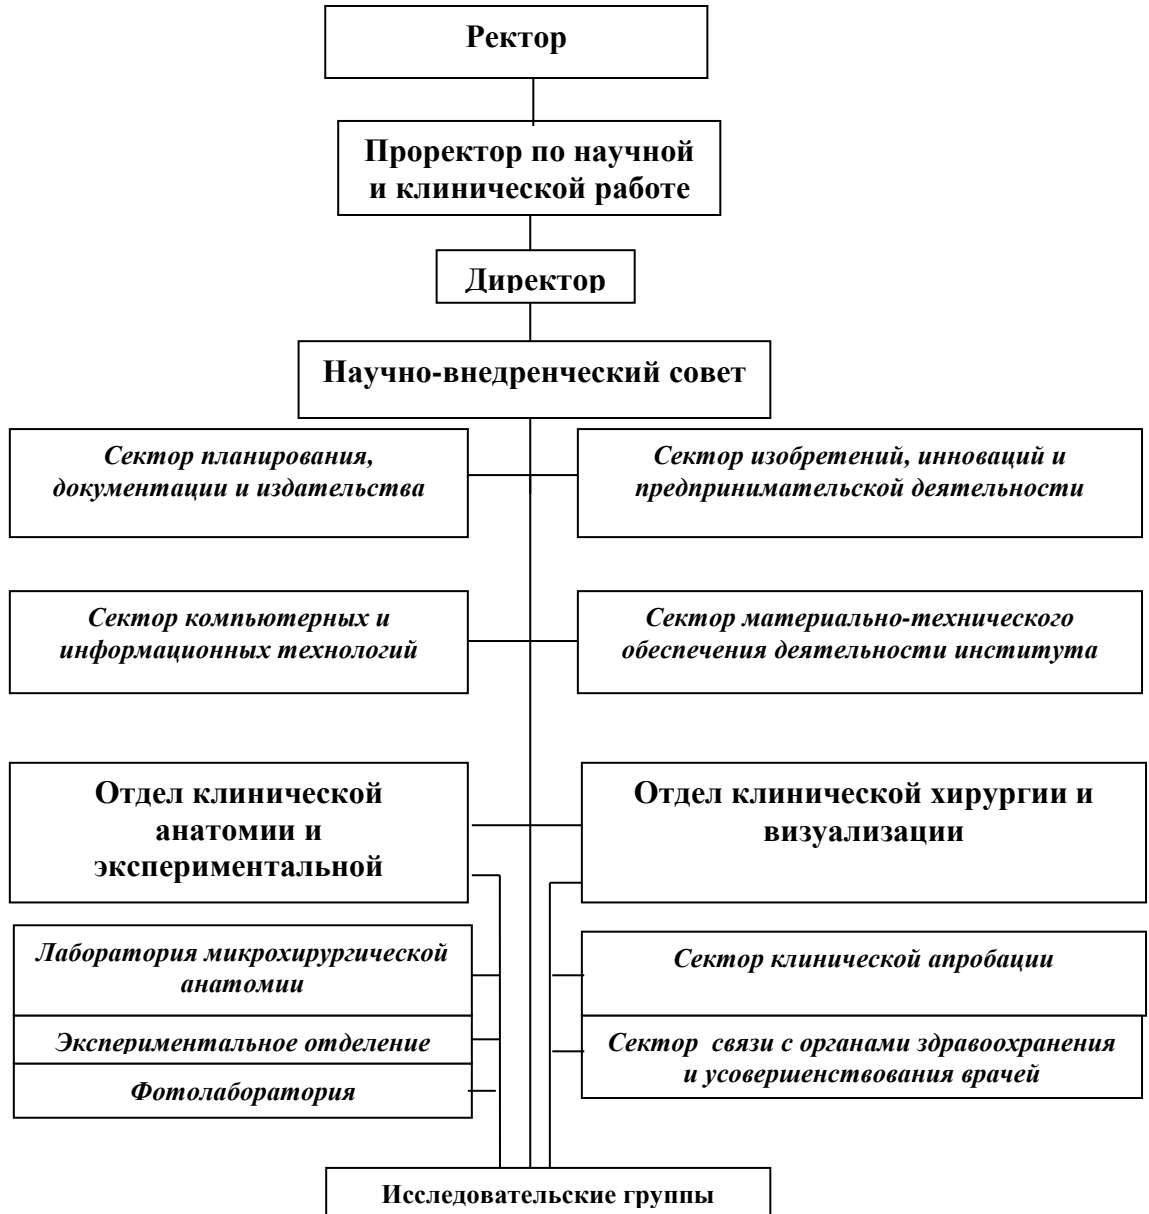 Ректор
Проректор по научной
и клинической работе
Директор
Научно-внедренческий совет
Сектор планирования,
документации и издательства
Сектор изобретений, инноваций и
предпринимательской деятельности
Сектор компьютерных и
информационных технологий
Сектор материально-технического
обеспечения деятельности института
Отдел клинической
анатомии и
экспериментальной
Отдел клинической хирургии и
визуализации
Лаборатория микрохирургической
анатомии
Экспериментальное отделение
Фотолаборатория
Сектор клинической апробации
Сектор связи с органами здравоохранения
и усовершенствования врачей
Исследовательские группы